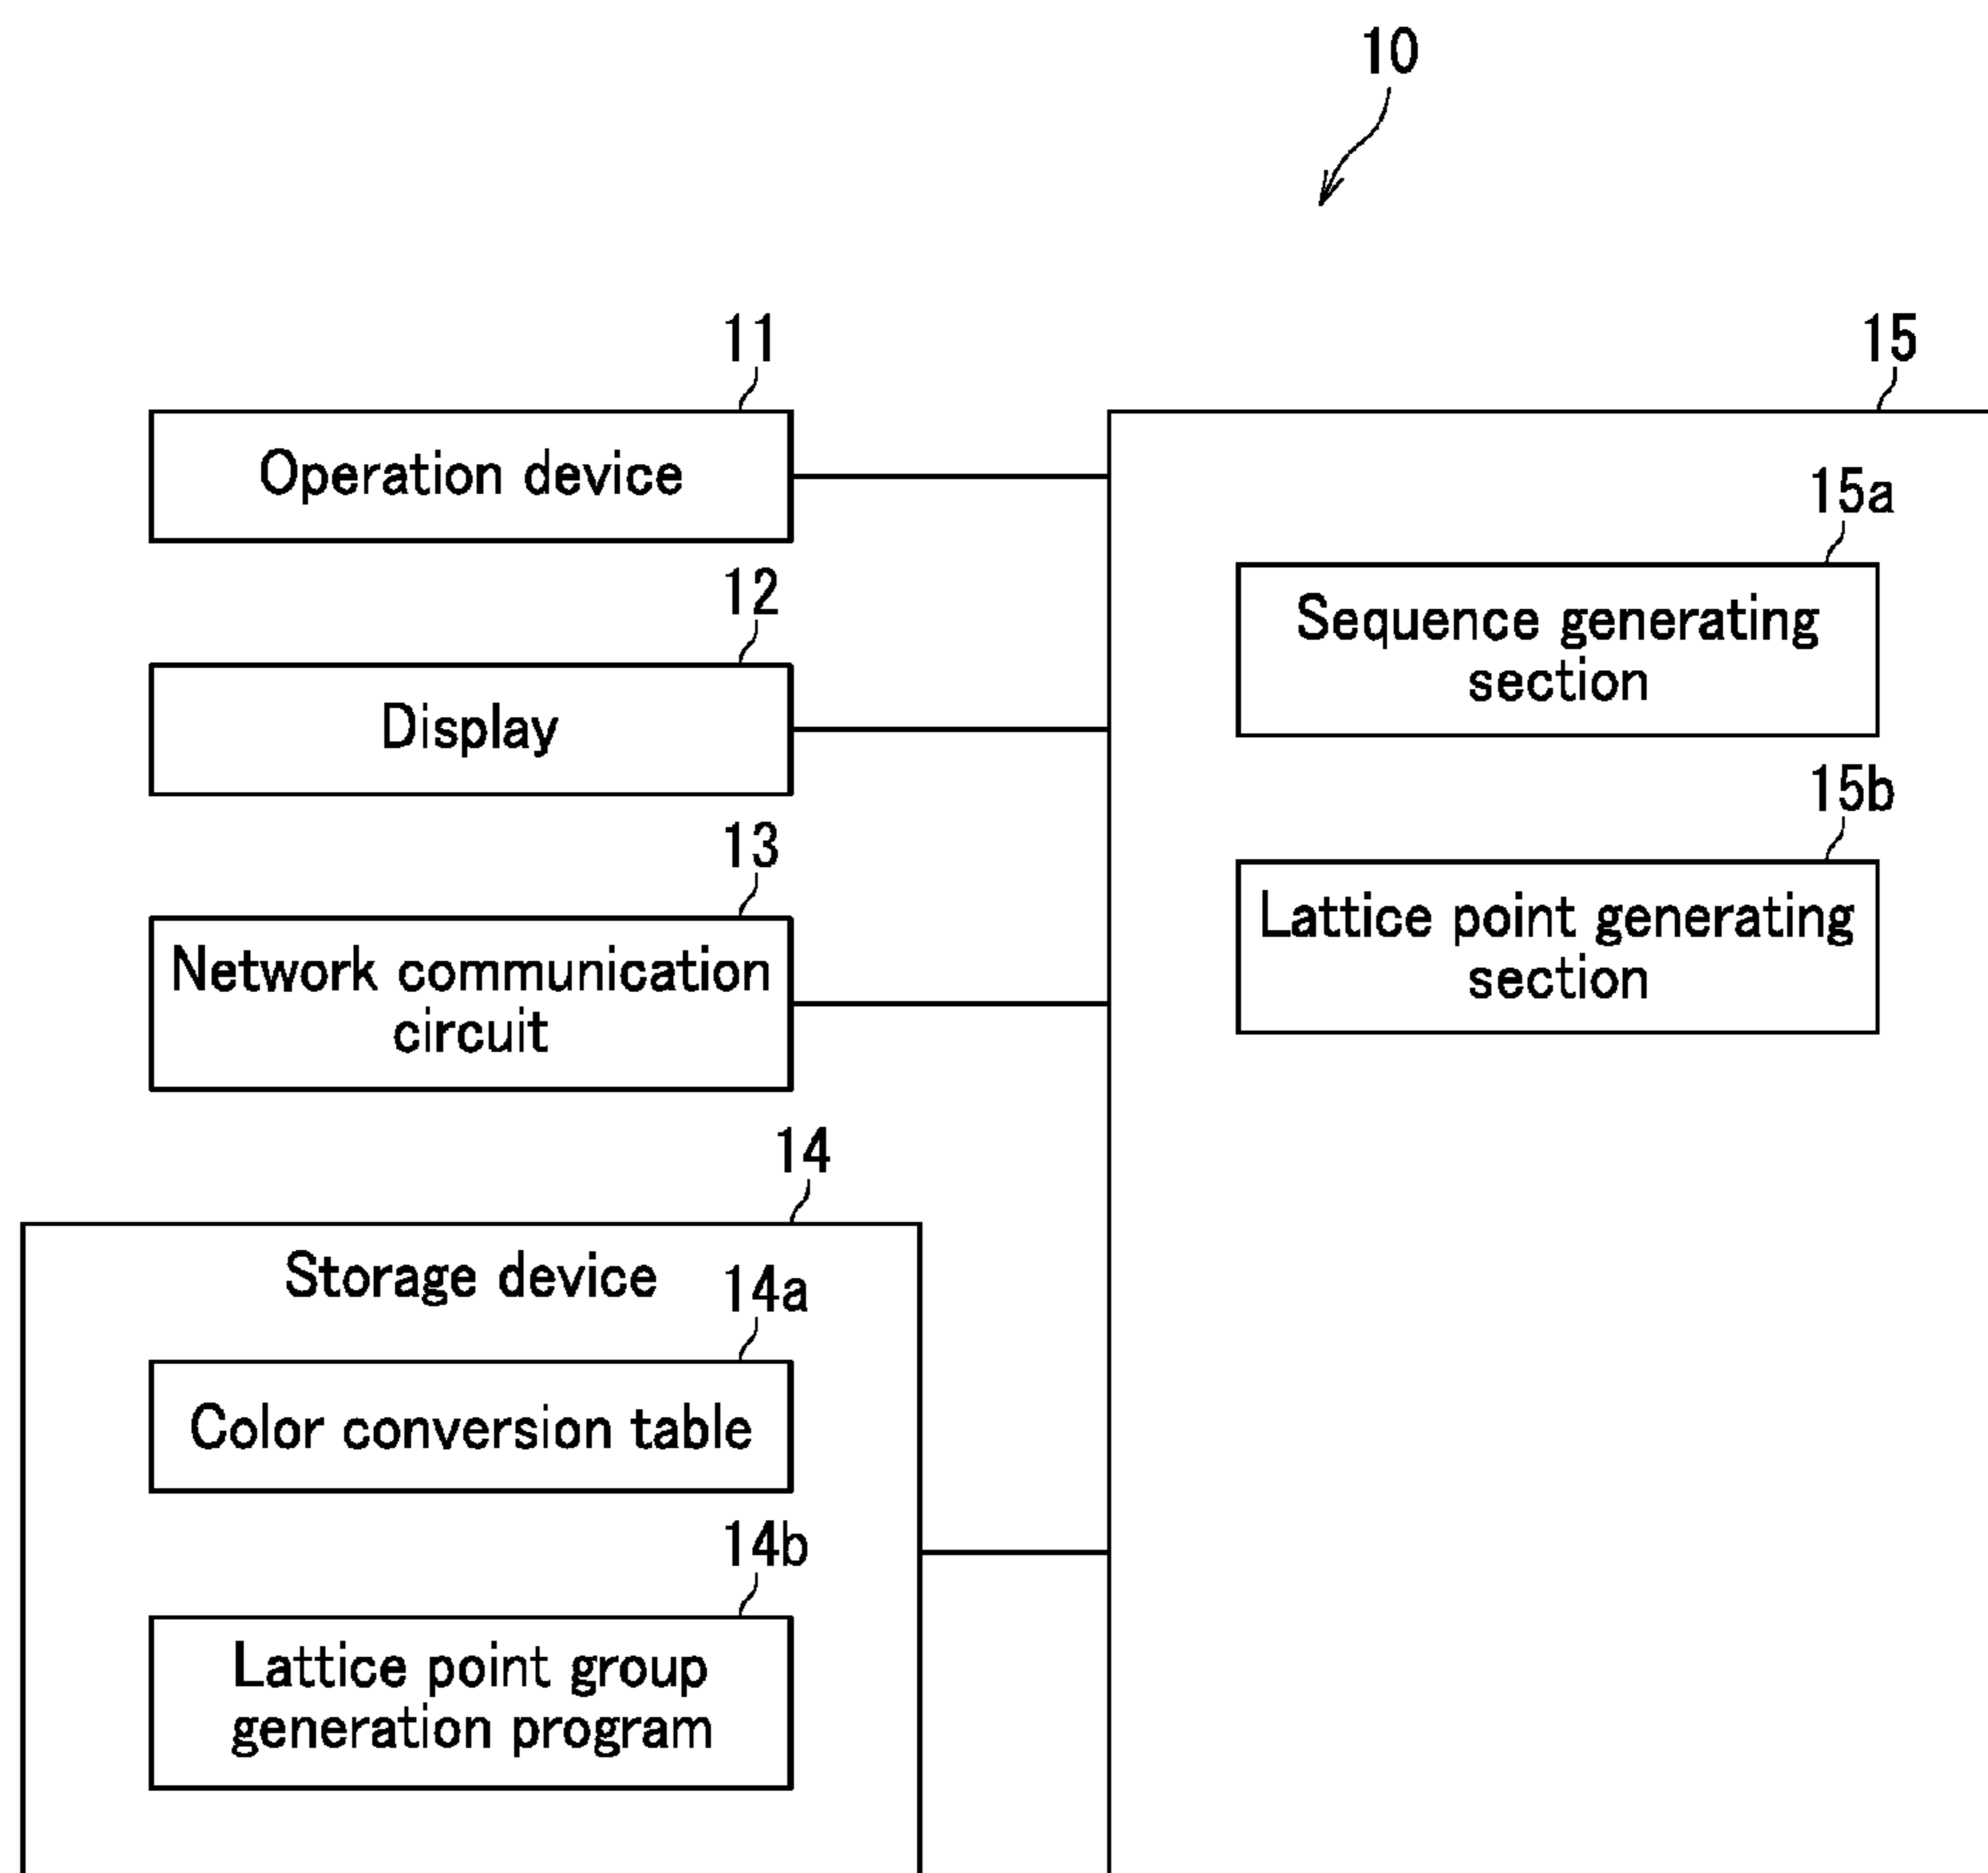 10
11
Operation device
12
Display
13
Network communication
circuit
14
Storage device
14a
Color conversion table
14b
Lattice point group
generation program
15
15a
Sequence generating
section
15b
Lattice point generating
section